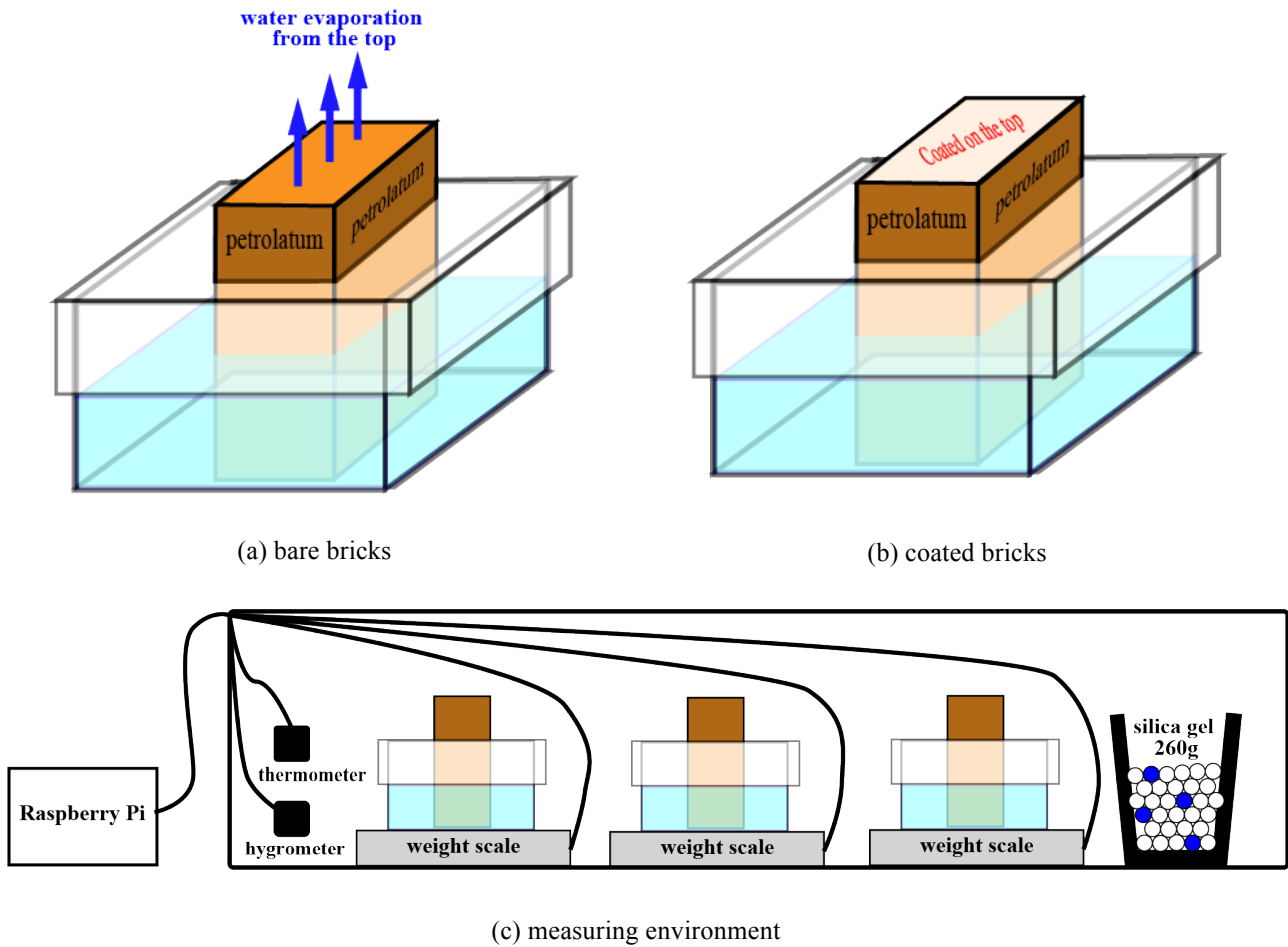 water evaporation
from the top
petrolatum
petrolatum
Coated on the top
petrolatum
petrolatum
(a) bare bricks
(b) coated bricks
Raspberry Pi
thermometer
hygrometer
weight scale
weight scale
weight scale
silica gel
260g
(c) measuring environment